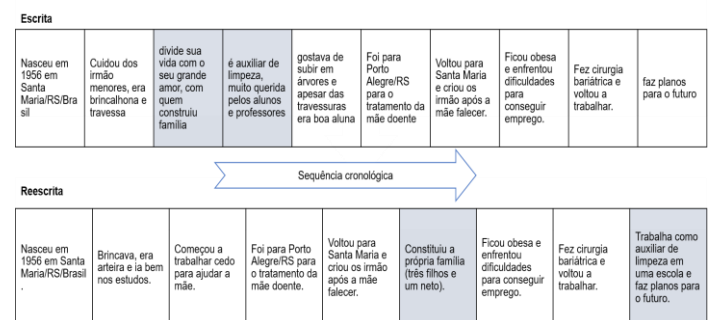 Escrita
Nasceu em
1956 em
Santa
Maria/RS/Bra
sil
Cuidou dos
irmão
menores, era
brincalhona e
travessa
divide sua
vida com o
seu grande
amor, com
quem
construiu
família
é auxiliar de
limpeza,
muito querida
pelos alunos
e professores
gostava de
subir em
árvores e
apesar das
travessuras
era boa aluna
Foi para
Porto
Alegre/RS
para o
tratamento da
mãe doente
Voltou para
Santa Maria
e criou os
irmão após a
mãe falecer.
Ficou obesa
e enfrentou
dificuldades
para
conseguir
emprego.
Fez cirurgia
bariátrica e
voltou a
trabalhar.
faz planos
para o futuro
Sequência cronológica
Reescrita
Nasceu em
1956 em Santa
Maria/RS/Brasil
.
Brincava, era
arteira e ia bem
nos estudos.
Começou a
trabalhar cedo
para ajudar a
mãe.
Foi para Porto
Alegre/RS para
o tratamento da
mãe doente.
Voltou para
Santa Maria e
criou os irmão
após a mãe
falecer.
Constituiu a
própria família
(três filhos e
um neto).
Ficou obesa e
enfrentou
dificuldades
para conseguir
emprego.
Fez cirurgia
bariátrica e
voltou a
trabalhar.
Trabalha como
auxiliar de
limpeza em
uma escola e
faz planos para
o futuro.